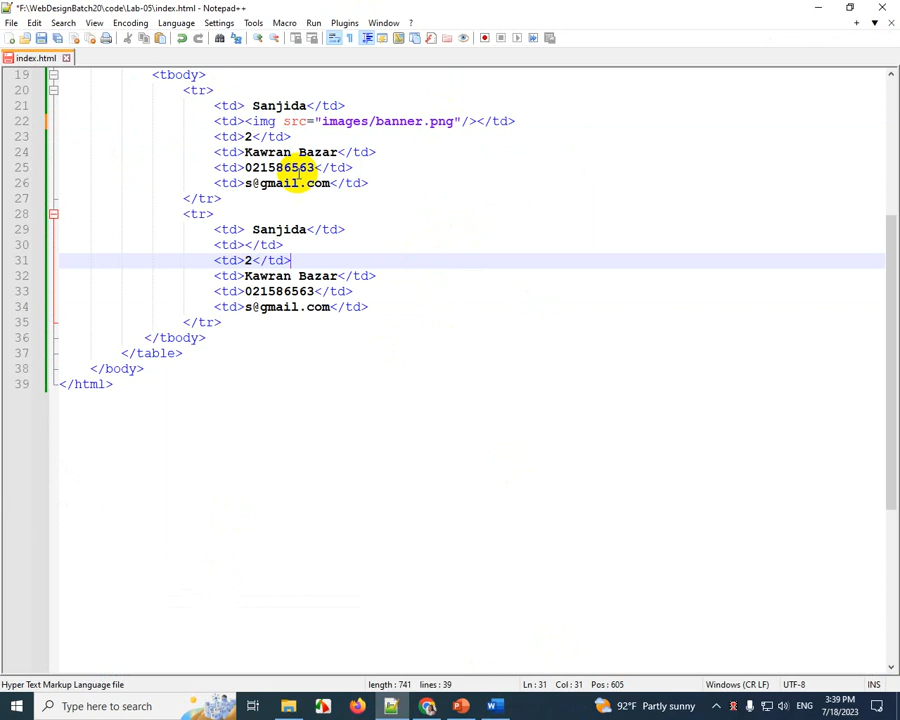 *F:\WebDesignBatch20\code\Lab-05\index.html - Notepad++
File Edit Search View Encoding Language Settings Tools Macro Run Plugins Window ?
index.html
19 <tbody>
20 <tr>
21 <td> Sanjida</td>
22 <td><img src="images/banner.png"/></td>
23 <td>2</td>
24 <td>Kawran Bazar</td>
25 <td>021586563</td>
26 <td>s@gmail.com</td>
27 </tr>
28 <tr>
29 <td> Sanjida</td>
30 <td></td>
31 <td>2</td>
32 <td>Kawran Bazar</td>
33 <td>021586563</td>
34 <td>s@gmail.com</td>
35 </tr>
36 </tbody>
37 </table>
38 </body>
39 </html>
Hyper Text Markup Language file length : 741 lines : 39 Ln : 31 Col : 31 Pos : 605 Windows (CR LF) UTF-8 INS
Type here to search 92°F Partly sunny ENG 3:39 PM
7/18/2023